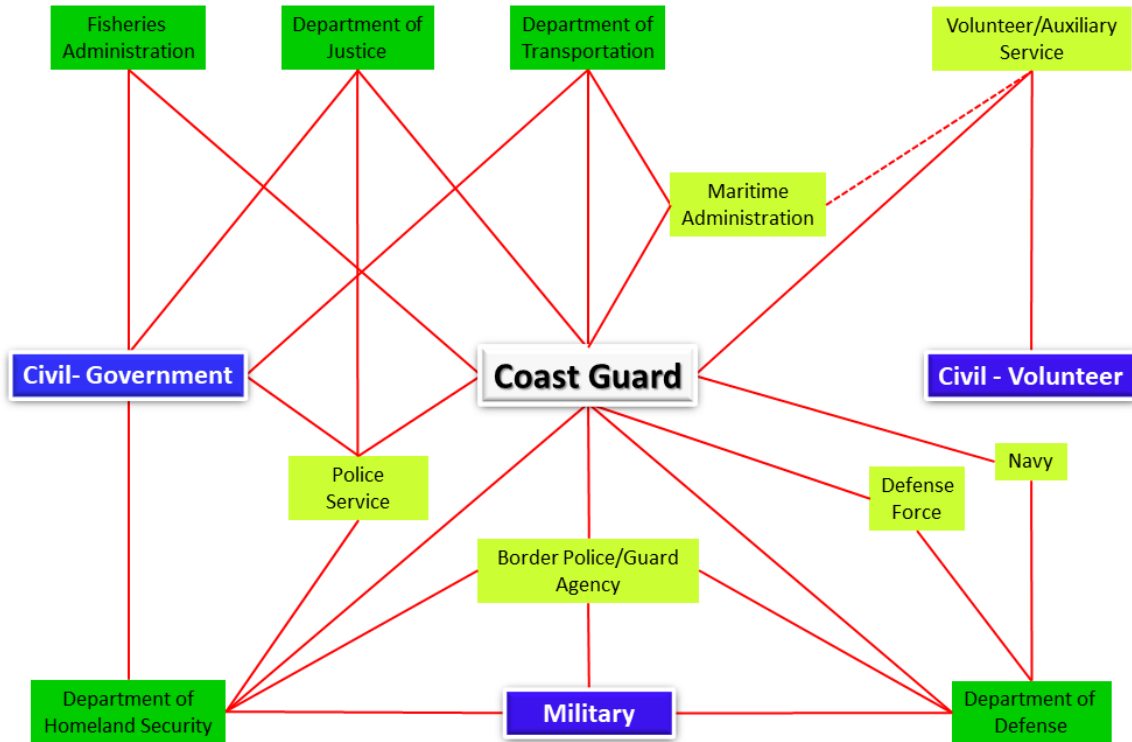 Fisheries
Administration
Department of
Justice
Department of
Transportation
Volunteer/Auxiliary
Service
Maritime
Administration
Civil- Government
Coast Guard
Civil - Volunteer
Police
Service
Navy
Defense
Force
Border Police/Guard
Agency
Department of
Homeland Security
Military
Department of
Defense